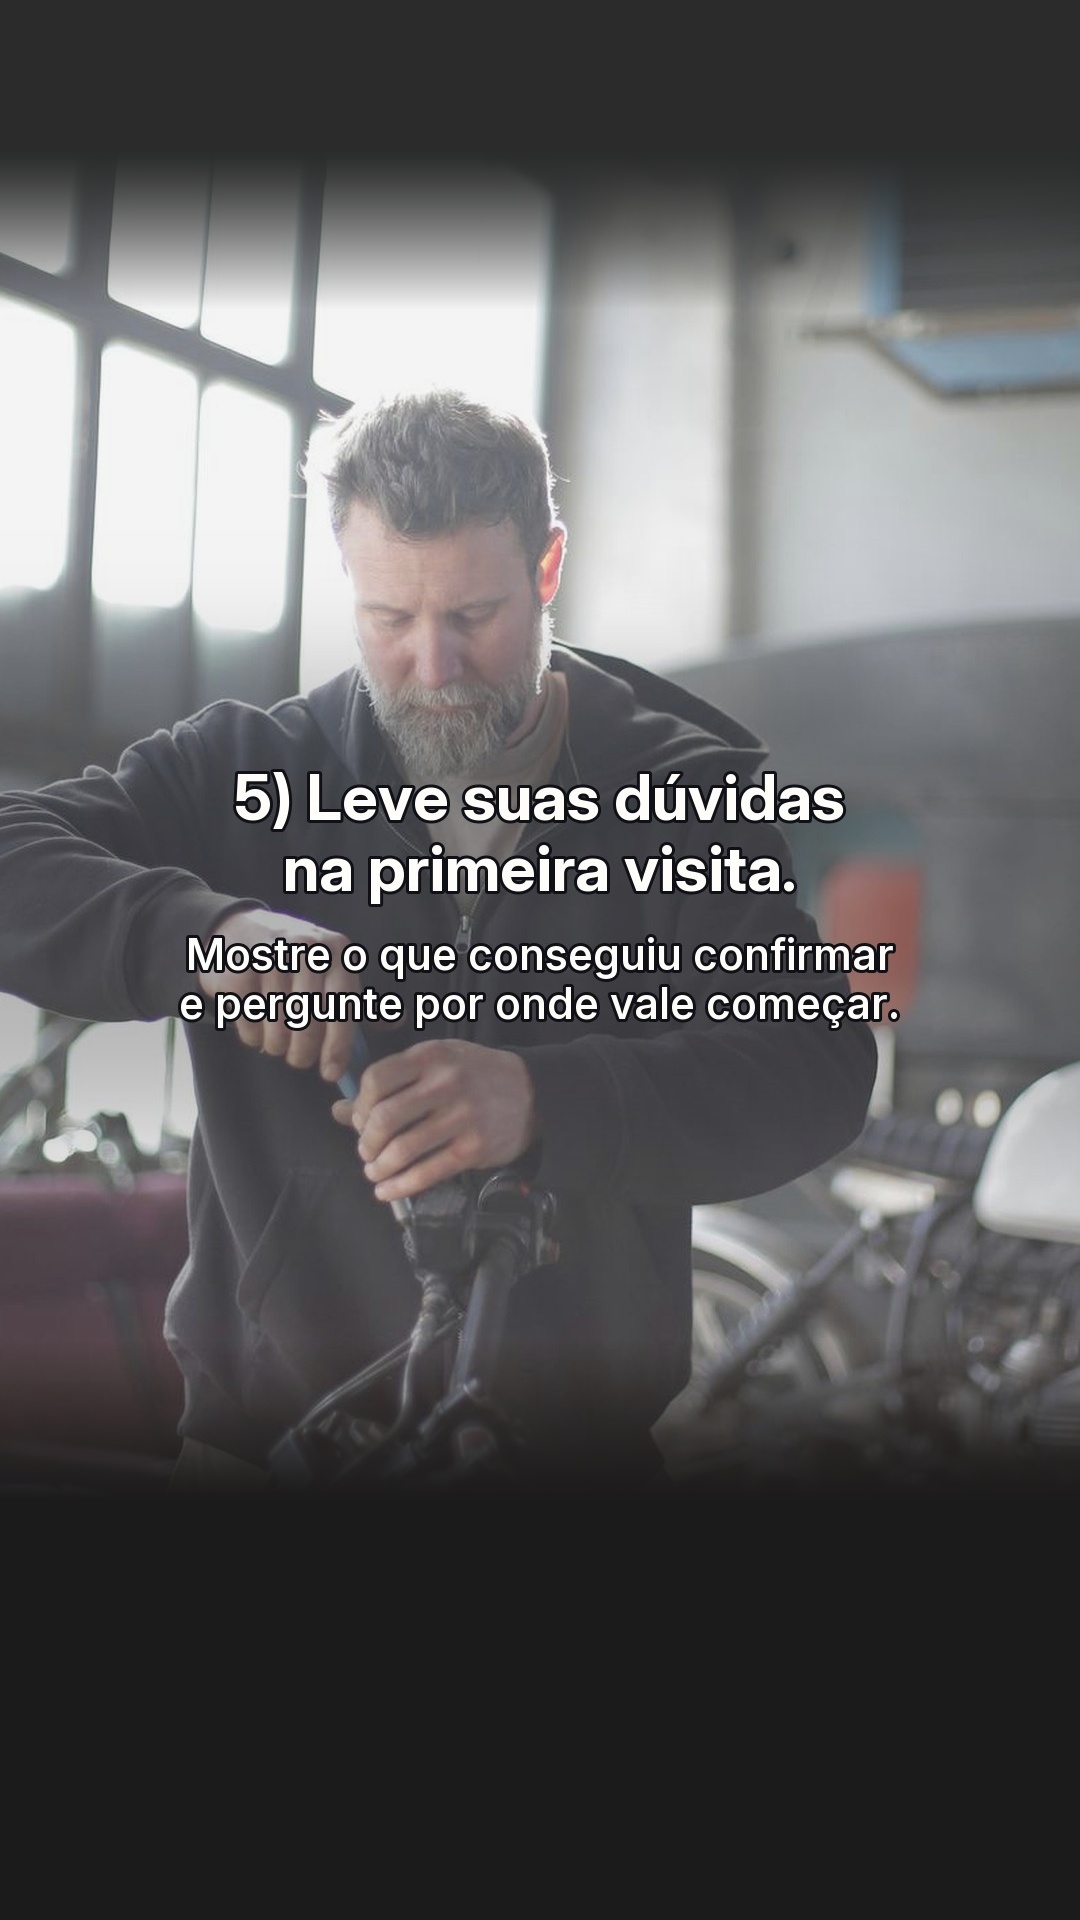 5) Leve suas dúvidas
na primeira visita.
Mostre o que conseguiu confirmar
e pergunte por onde vale começar.